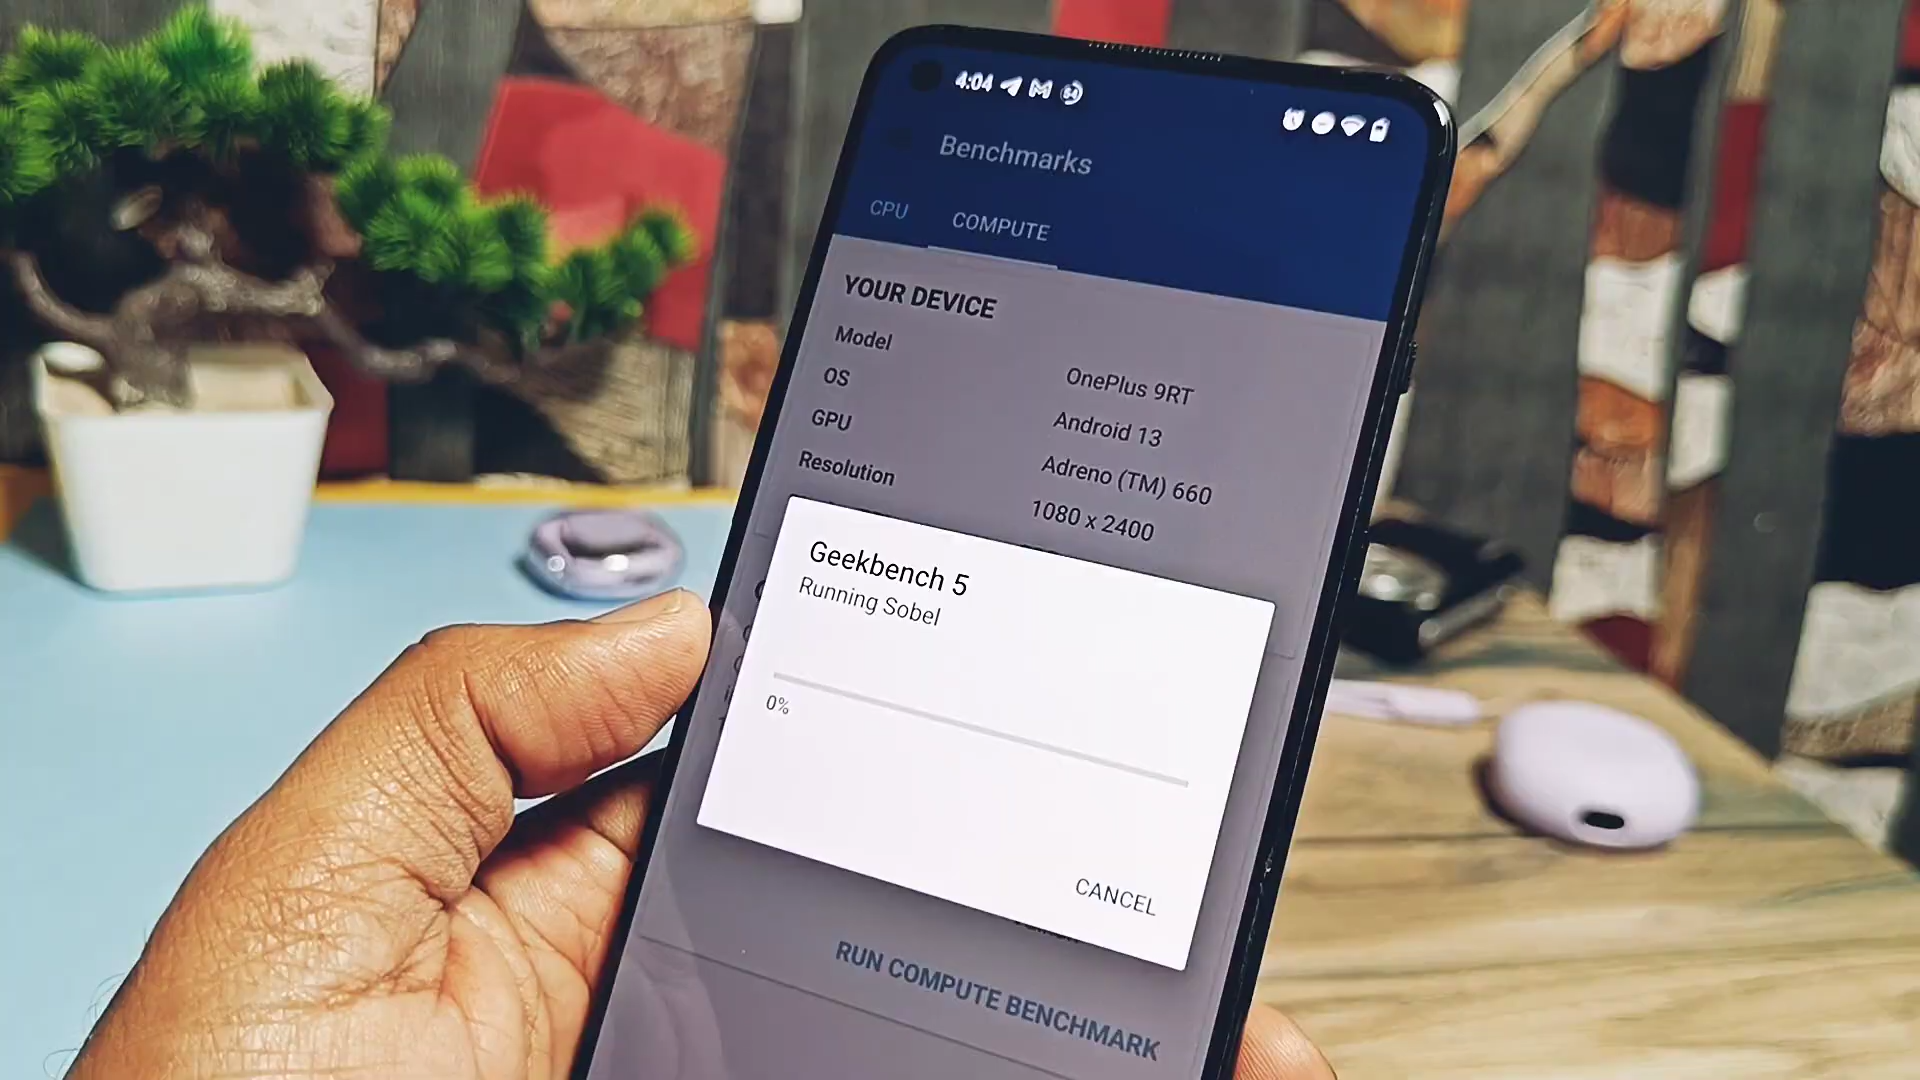 4:04
Benchmarks
CPU COMPUTE
YOUR DEVICE
Model OnePlus 9RT
OS Android 13
GPU Adreno (TM) 660
Resolution 1080 x 2400
Geekbench 5
Running Sobel
0%
CANCEL
RUN COMPUTE BENCHMARK